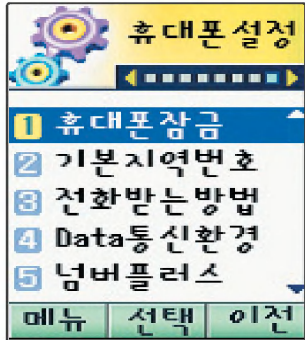 휴대폰설정
1 휴대폰잠금
2 기본지역번호
3 전화받는방법
4 Data통신환경
5 넘버플러스
메뉴 선택 이전